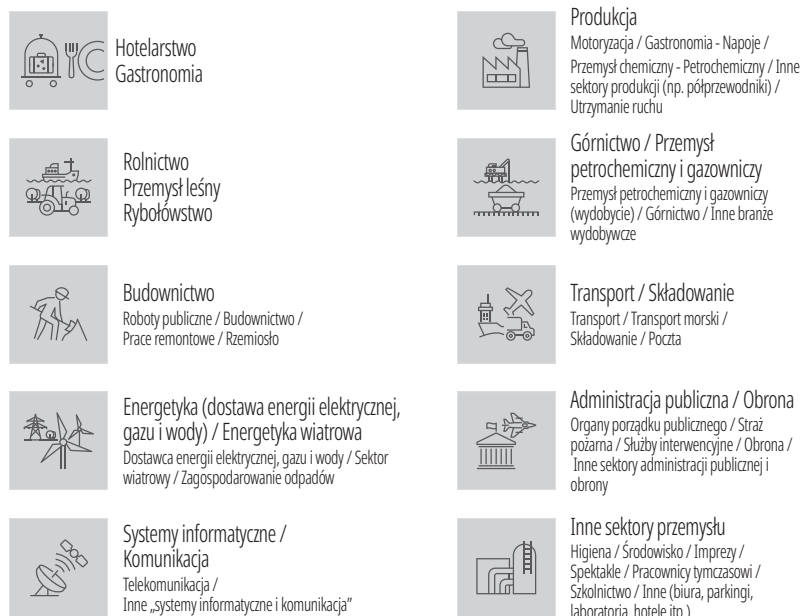 Hotelarstwo
Gastronomia
Rolnictwo
Przemysł leśny
Rybołówstwo
Budownictwo
Roboty publiczne / Budownictwo /
Prace remontowe / Rzemiosło
Energetyka (dostawa energii elektrycznej,
gazu i wody) / Energetyka wiatrowa
Dostawca energii elektrycznej, gazu i wody / Sektor
wiatrowy / Zagospodarowanie odpadów
Systemy informatyczne /
Komunikacja
Telekomunikacja /
Inne „systemy informatyczne i komunikacja”
Produkcja
Motoryzacja / Gastronomia - Napoje /
Przemysł chemiczny - Petrochemiczny / Inne
sektory produkcji (np. półprzewodniki) /
Utrzymanie ruchu
Górnictwo / Przemysł
petrochemiczny i gazowniczy
Przemysł petrochemiczny i gazowniczy
(wydobycie) / Górnictwo / Inne branże
wydobywcze
Transport / Składowanie
Transport / Transport morski /
Składowanie / Poczta
Administracja publiczna / Obrona
Organy porządku publicznego / Straż
pożarna / Służby interwencyjne / Obrona /
Inne sektory administracji publicznej i
obrony
Inne sektory przemysłu
Higiena / Środowisko / Imprezy /
Spektakle / Pracownicy tymczasowi /
Szkolnictwo / Inne (biura, parkingi,
laboratoria, hotele itp.)